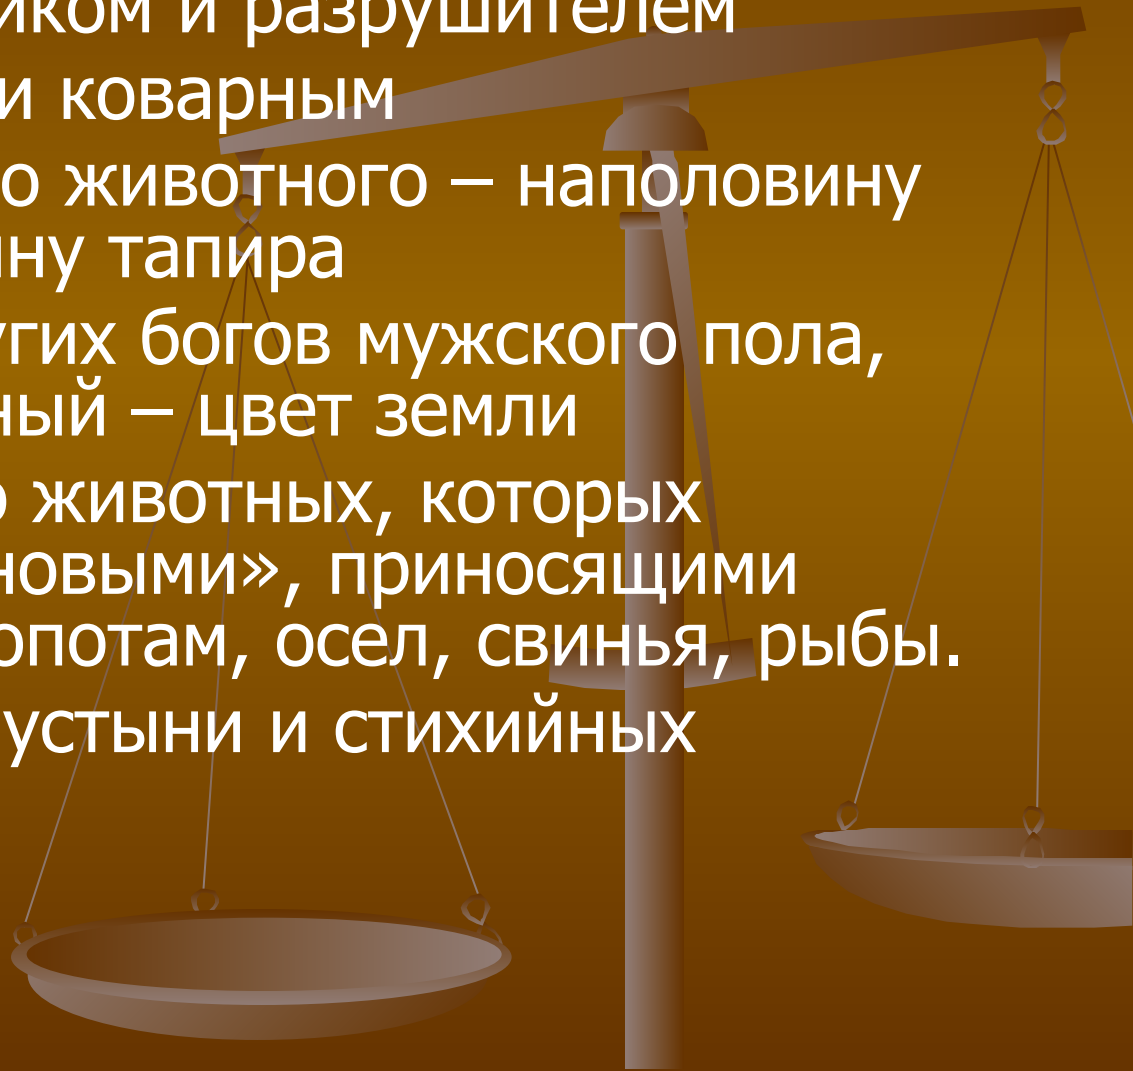 иком и разрушителем
и коварным
о животного – наполовину
ину тапира
угих богов мужского пола,
ный – цвет земли
о животных, которых
новыми», приносящими
опотам, осел, свинья, рыбы.
устыни и стихийных